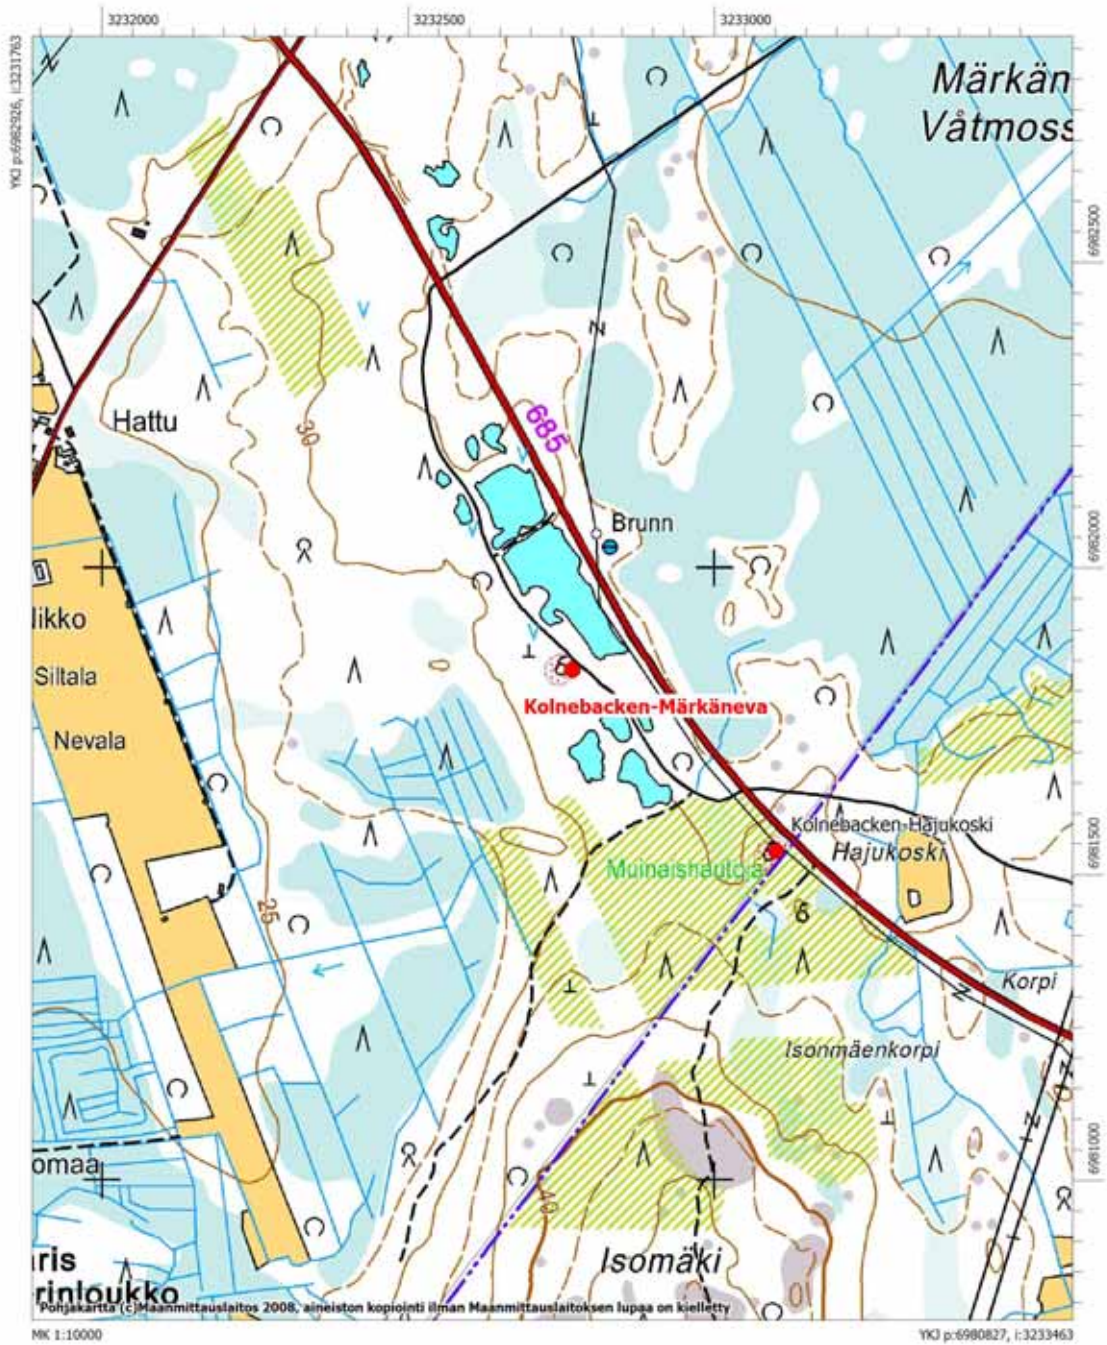 3232000
3232500
3233000
YKJ p:6982926, i:3231763
Märkän
Våtmoss
6982500
Hattu
30
685
Brunn
6982000
likko
Siltala
Nevala
Kolnebacken-Märkäneva
Kolnebacken-Hajukoski
Hajukoski
6981500
Muinaishautoja
25
Korpi
Isonmäenkorpi
6981000
omaa
40
Isomäki
ris
rinloukko
Pohjakartta (c)Maanmittauslaitos 2008, aineiston kopiointi ilman Maanmittauslaitoksen lupaa on kielletty
MK 1:10000
YKJ p:6980827, i:3233463